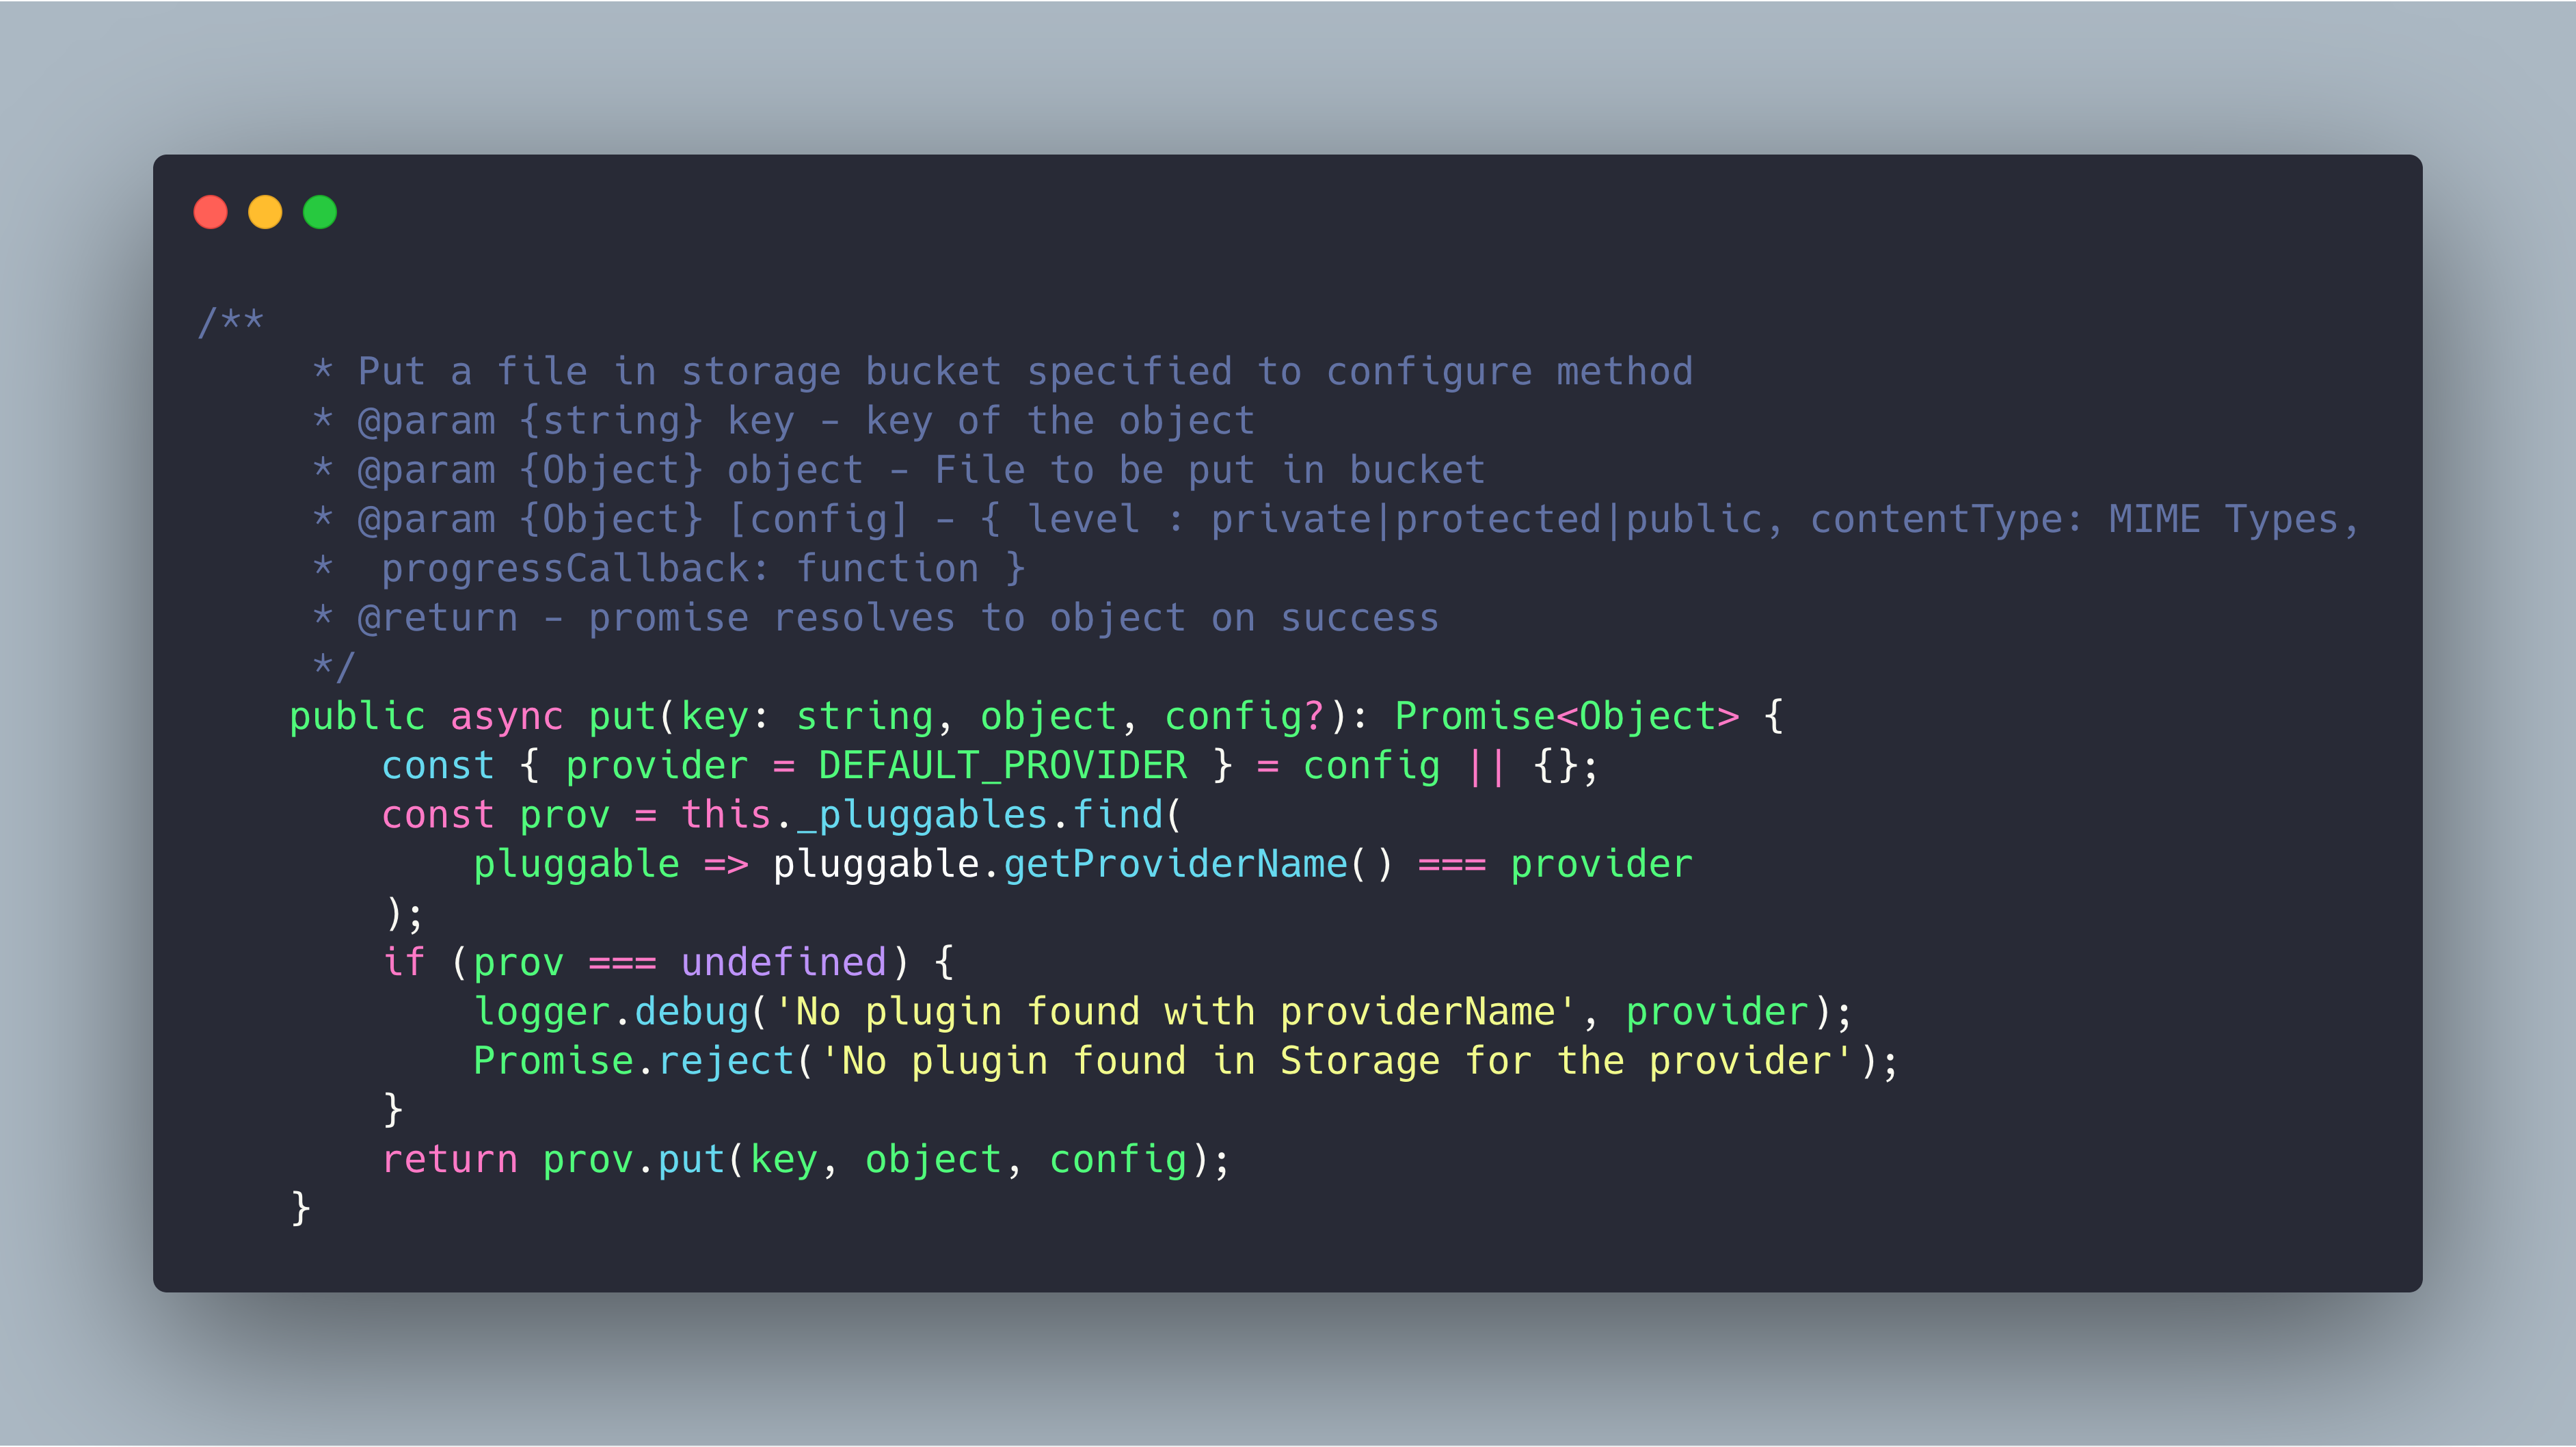 /**
* Put a file in storage bucket specified to configure method
* @param {string} key - key of the object
* @param {Object} object - File to be put in bucket
* @param {Object} [config] - { level : private|protected|public, contentType: MIME Types,
*  progressCallback: function }
* @return - promise resolves to object on success
*/
public async put(key: string, object, config?): Promise<Object> {
const { provider = DEFAULT_PROVIDER } = config || {};
const prov = this._pluggables.find(
pluggable => pluggable.getProviderName() === provider
);
if (prov === undefined) {
logger.debug('No plugin found with providerName', provider);
Promise.reject('No plugin found in Storage for the provider');
}
return prov.put(key, object, config);
}